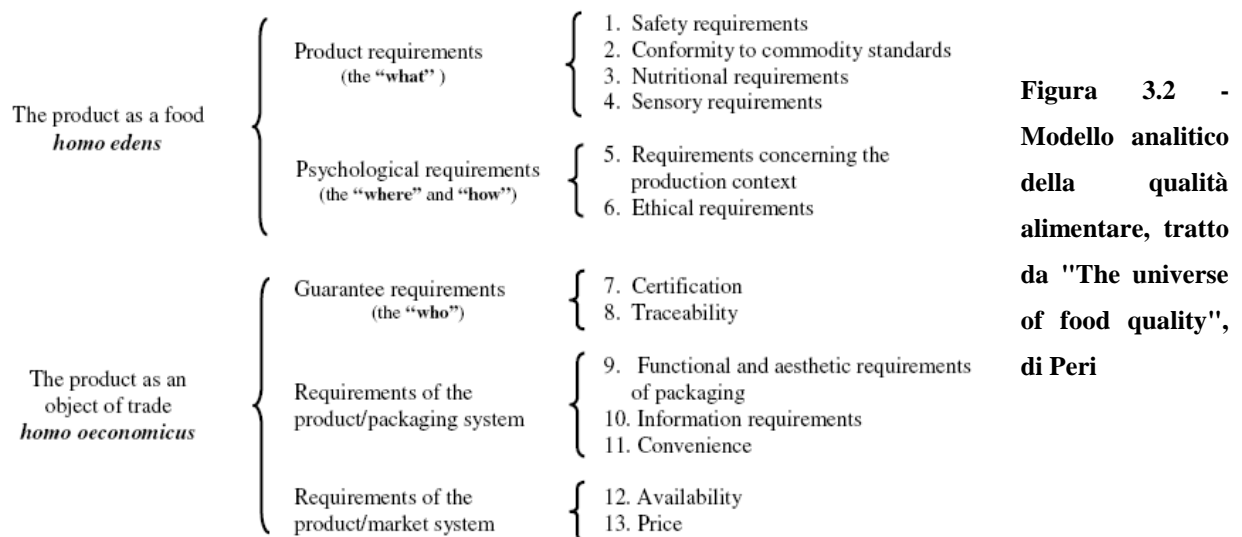 The product as a food
homo edens
Product requirements
(the “what” )
1. Safety requirements
2. Conformity to commodity standards
3. Nutritional requirements
4. Sensory requirements
Psychological requirements
(the “where” and “how”)
5. Requirements concerning the
production context
6. Ethical requirements
The product as an
object of trade
homo oeconomicus
Guarantee requirements
(the “who”)
7. Certification
8. Traceability
Requirements of the
product/packaging system
9. Functional and aesthetic requirements
of packaging
10. Information requirements
11. Convenience
Requirements of the
product/market system
12. Availability
13. Price
Figura 3.2 -
Modello analitico
della qualità
alimentare, tratto
da "The universe
of food quality",
di Peri